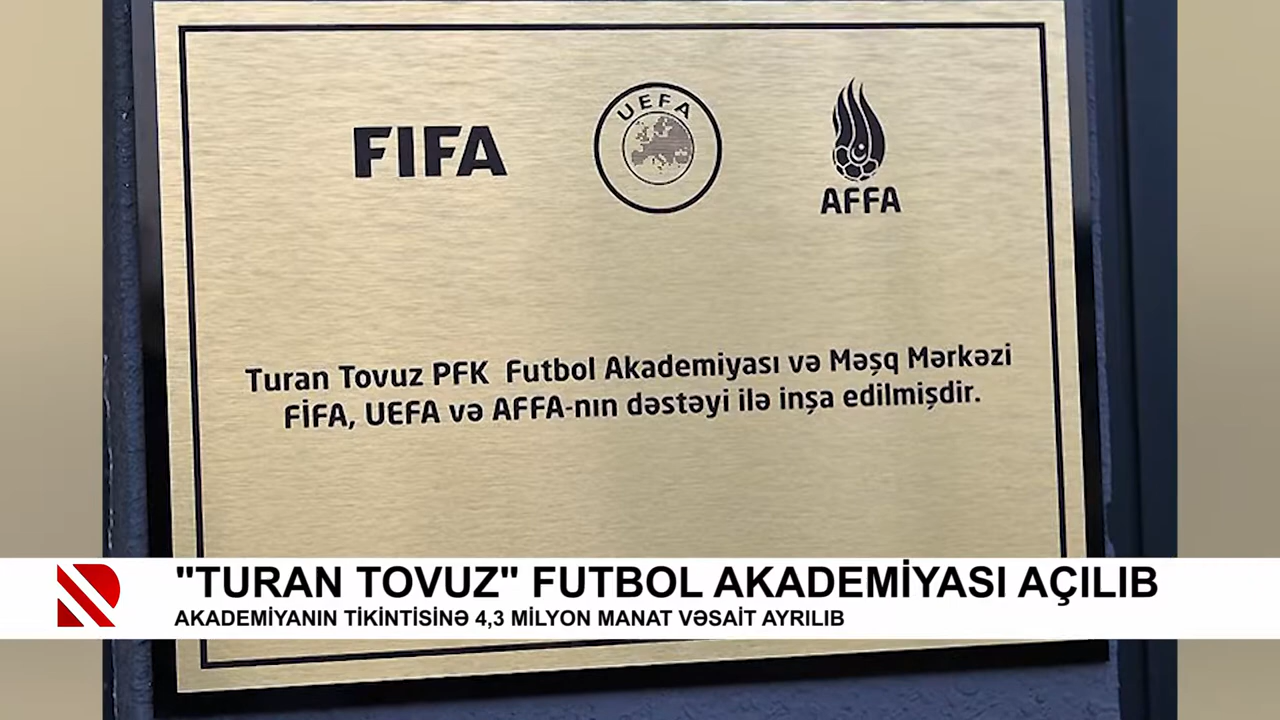 FIFA
UEFA
AFFA
Turan Tovuz PFK Futbol Akademiyası və Məşq Mərkəzi
FİFA, UEFA və AFFA-nın dəstəyi ilə inşa edilmişdir.
"TURAN TOVUZ" FUTBOL AKADEMİYASI AÇILIB
AKADEMİYANIN TİKİNTİSİNƏ 4,3 MİLYON MANAT VƏSAİT AYRILIB